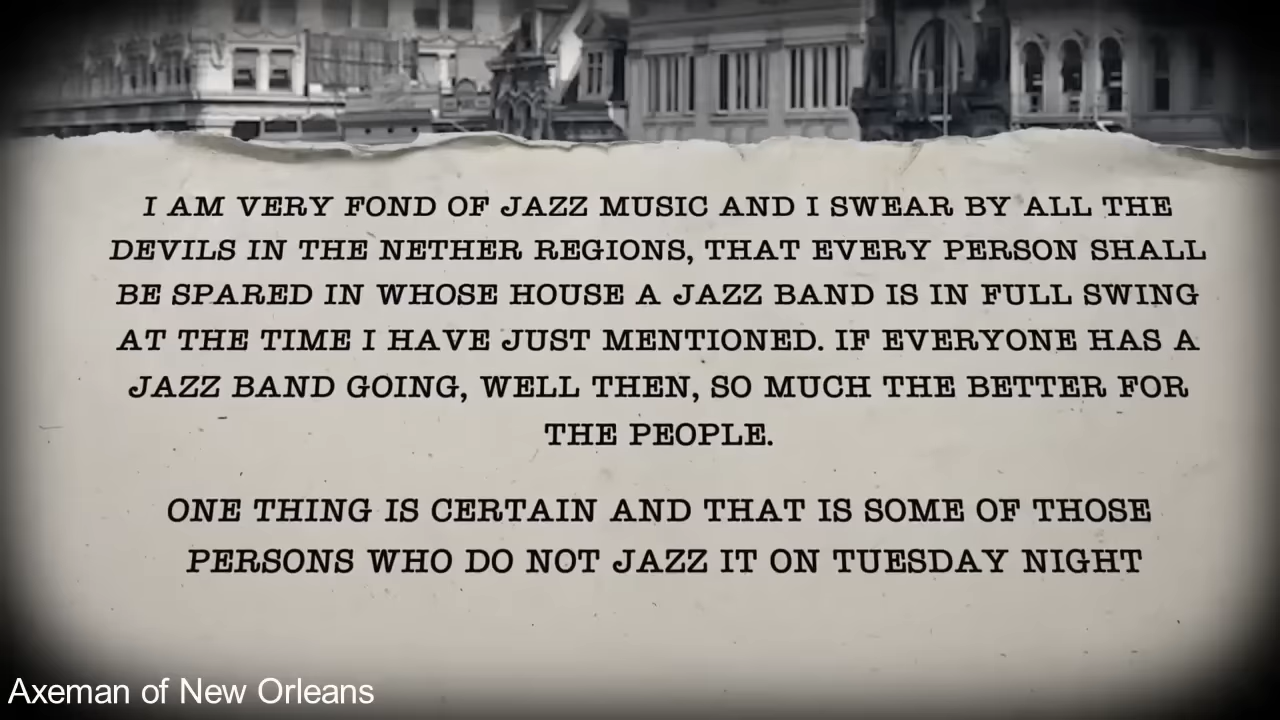 I AM VERY FOND OF JAZZ MUSIC AND I SWEAR BY ALL THE
DEVILS IN THE NETHER REGIONS, THAT EVERY PERSON SHALL
BE SPARED IN WHOSE HOUSE A JAZZ BAND IS IN FULL SWING
AT THE TIME I HAVE JUST MENTIONED. IF EVERYONE HAS A
JAZZ BAND GOING, WELL THEN, SO MUCH THE BETTER FOR
THE PEOPLE.
ONE THING IS CERTAIN AND THAT IS SOME OF THOSE
PERSONS WHO DO NOT JAZZ IT ON TUESDAY NIGHT
Axeman of New Orleans